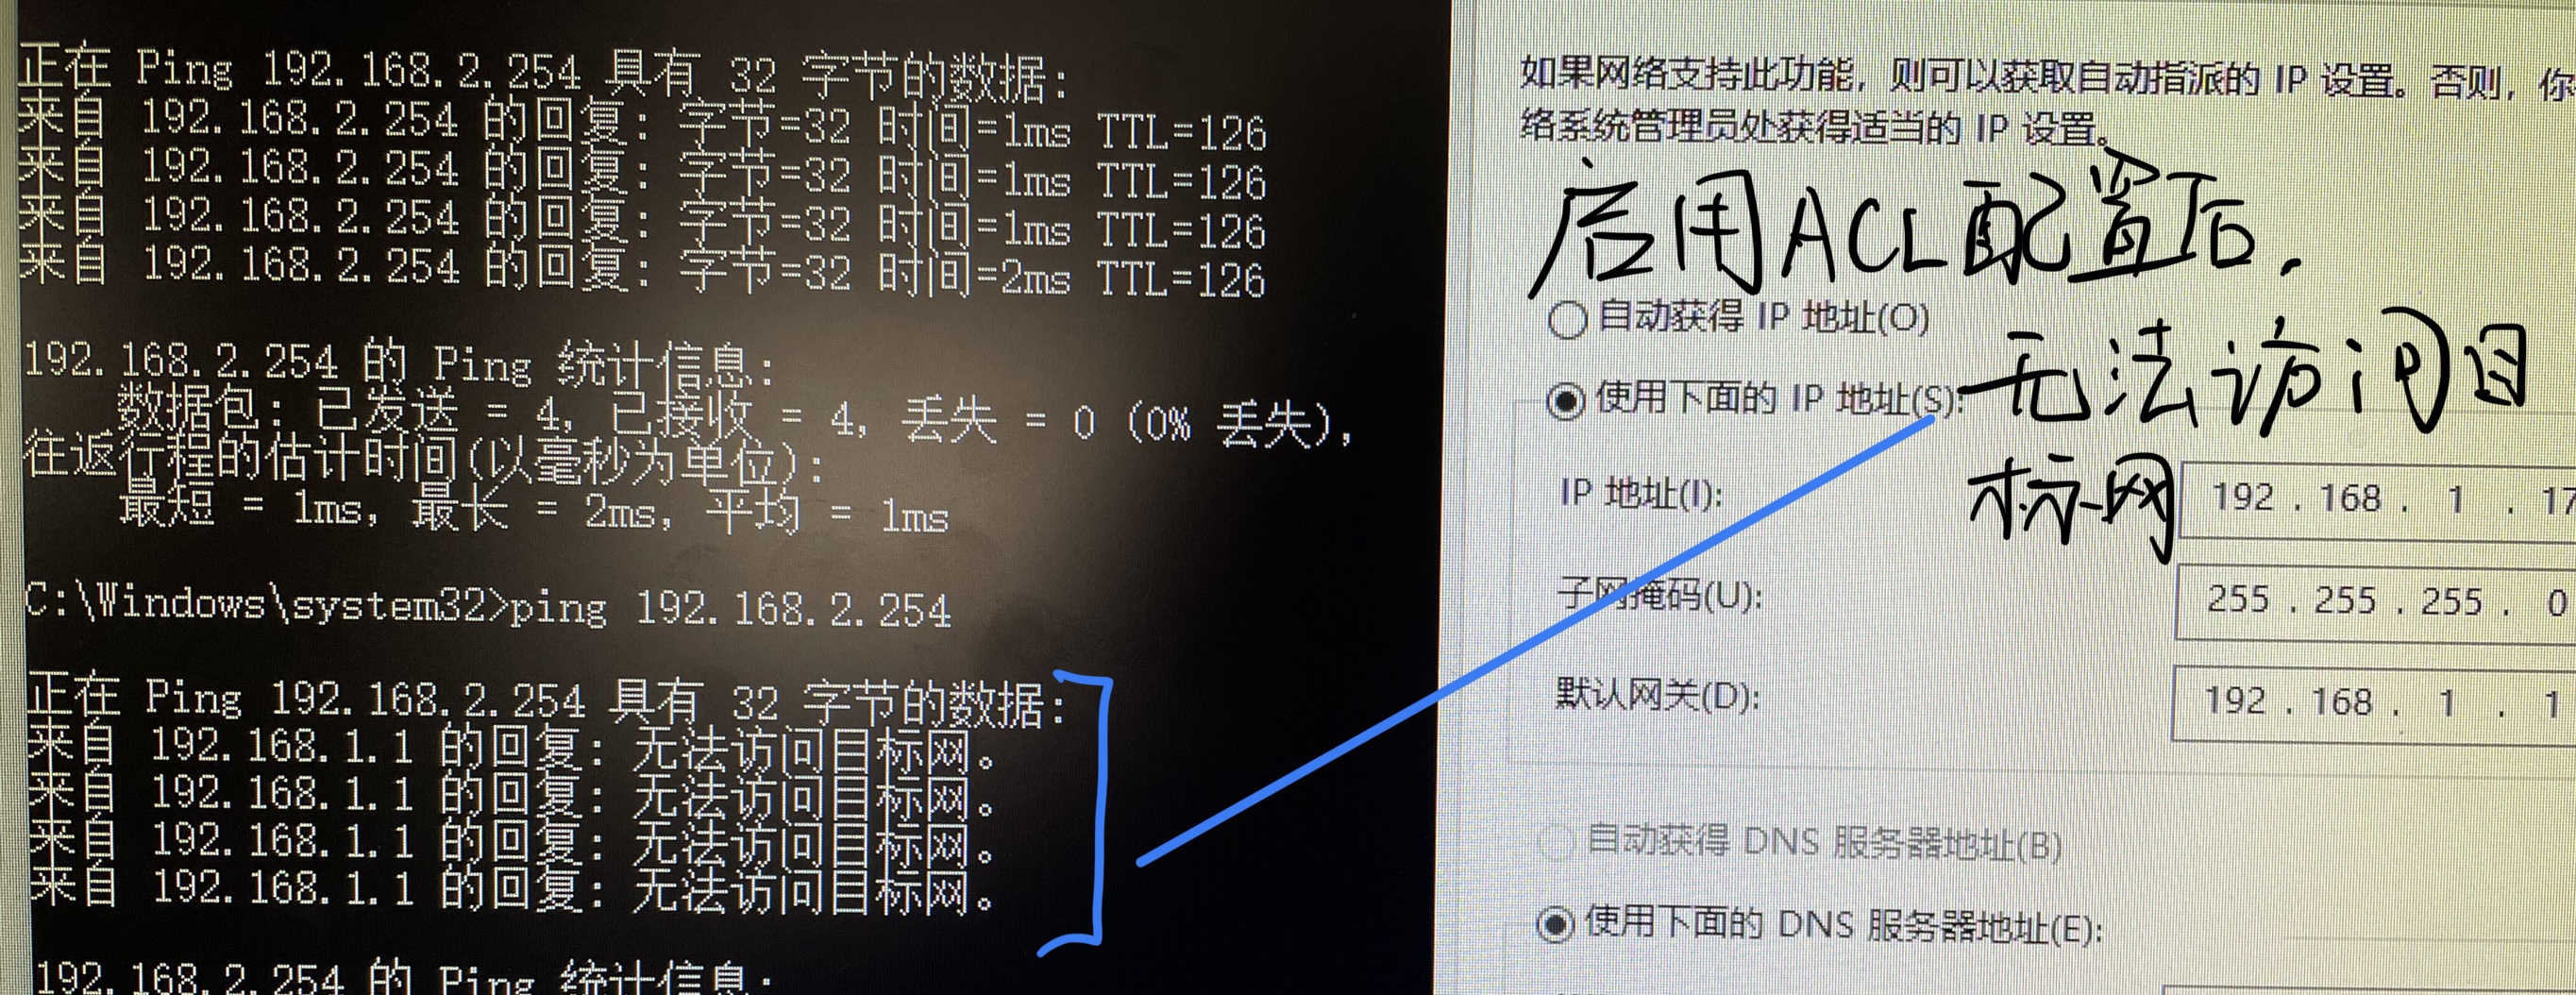 正在 Ping 192.168.2.254 具有 32 字节的数据:
来自 192.168.2.254 的回复: 字节=32 时间=1ms TTL=126
来自 192.168.2.254 的回复: 字节=32 时间=1ms TTL=126
来自 192.168.2.254 的回复: 字节=32 时间=1ms TTL=126
来自 192.168.2.254 的回复: 字节=32 时间=2ms TTL=126
192.168.2.254 的 Ping 统计信息:
数据包: 已发送 = 4, 已接收 = 4, 丢失 = 0 (0% 丢失),
往返行程的估计时间(以毫秒为单位):
最短 = 1ms, 最长 = 2ms, 平均 = 1ms
C:\Windows\system32>ping 192.168.2.254
正在 Ping 192.168.2.254 具有 32 字节的数据:
来自 192.168.1.1 的回复: 无法访问目标网。
来自 192.168.1.1 的回复: 无法访问目标网。
来自 192.168.1.1 的回复: 无法访问目标网。
来自 192.168.1.1 的回复: 无法访问目标网。
192.168.2.254 的 Ping 统计信息:
如果网络支持此功能，则可以获取自动指派的 IP 设置。否则，你
络系统管理员处获得适当的 IP 设置。
启用ACL配置后.
无法访问目
标网
自动获得 IP 地址(O)
使用下面的 IP 地址(S):
IP 地址(I): 192 . 168 . 1 . 17
子网掩码(U): 255 . 255 . 255 . 0
默认网关(D): 192 . 168 . 1 . 1
自动获得 DNS 服务器地址(B)
使用下面的 DNS 服务器地址(E):